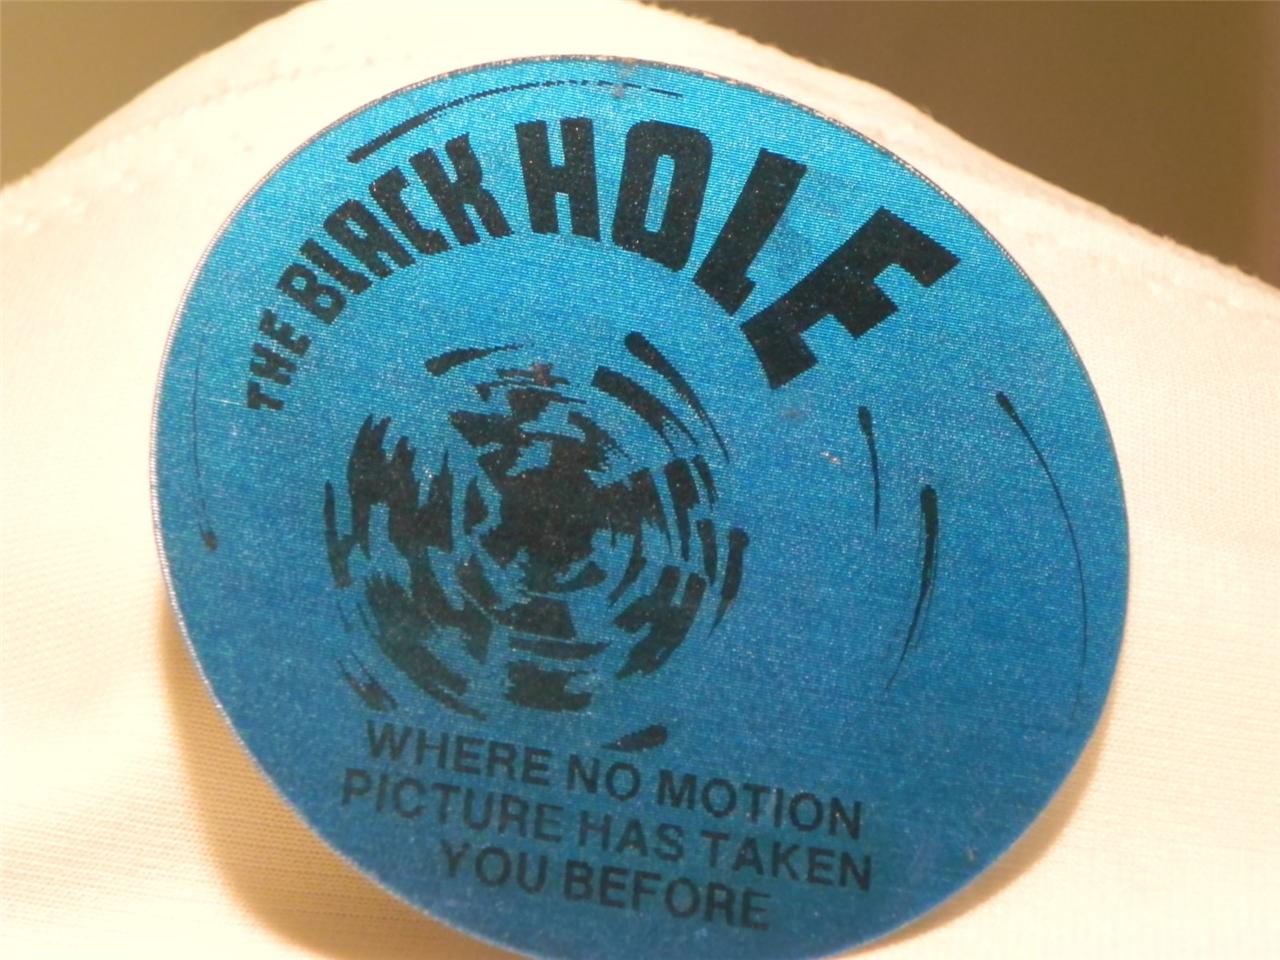 THE BLACK HOLE
WHERE NO MOTION
PICTURE HAS TAKEN
YOU BEFORE